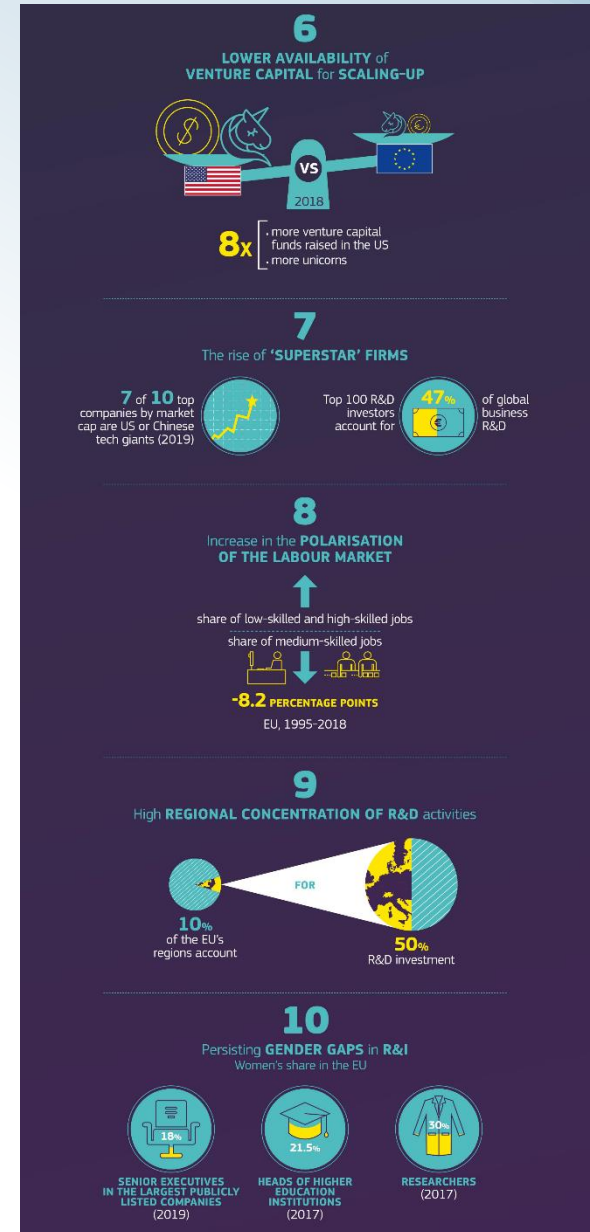 6
LOWER AVAILABILITY of
VENTURE CAPITAL for SCALING-UP
$
€
VS
2018
8x
. more venture capital
funds raised in the US
. more unicorns
7
The rise of ‘SUPERSTAR’ FIRMS
7 of 10 top
companies by market
cap are US or Chinese
tech giants (2019)
Top 100 R&D
investors
account for
47%
€
of global
business
R&D
8
Increase in the POLARISATION
OF THE LABOUR MARKET
share of low-skilled and high-skilled jobs
share of medium-skilled jobs
-8.2 PERCENTAGE POINTS
EU, 1995-2018
9
High REGIONAL CONCENTRATION OF R&D activities
10%
of the EU's
regions account
FOR
50%
R&D investment
10
Persisting GENDER GAPS in R&I
Women's share in the EU
18%
SENIOR EXECUTIVES
IN THE LARGEST PUBLICLY
LISTED COMPANIES
(2019)
21.5%
HEADS OF HIGHER
EDUCATION
INSTITUTIONS
(2017)
30%
RESEARCHERS
(2017)